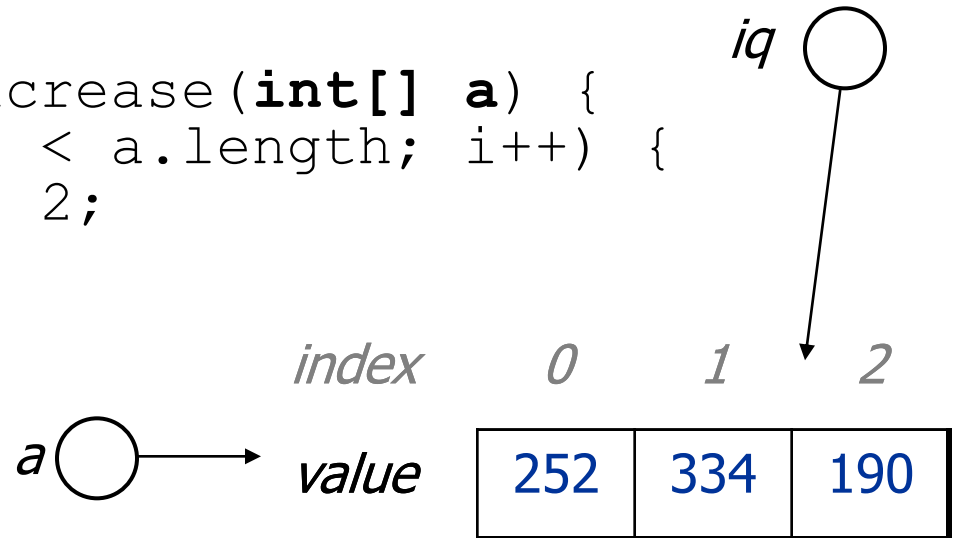 iq
crease(int[] a) {
< a.length; i++) {
2;
index 0 1 2
a value 252 334 190